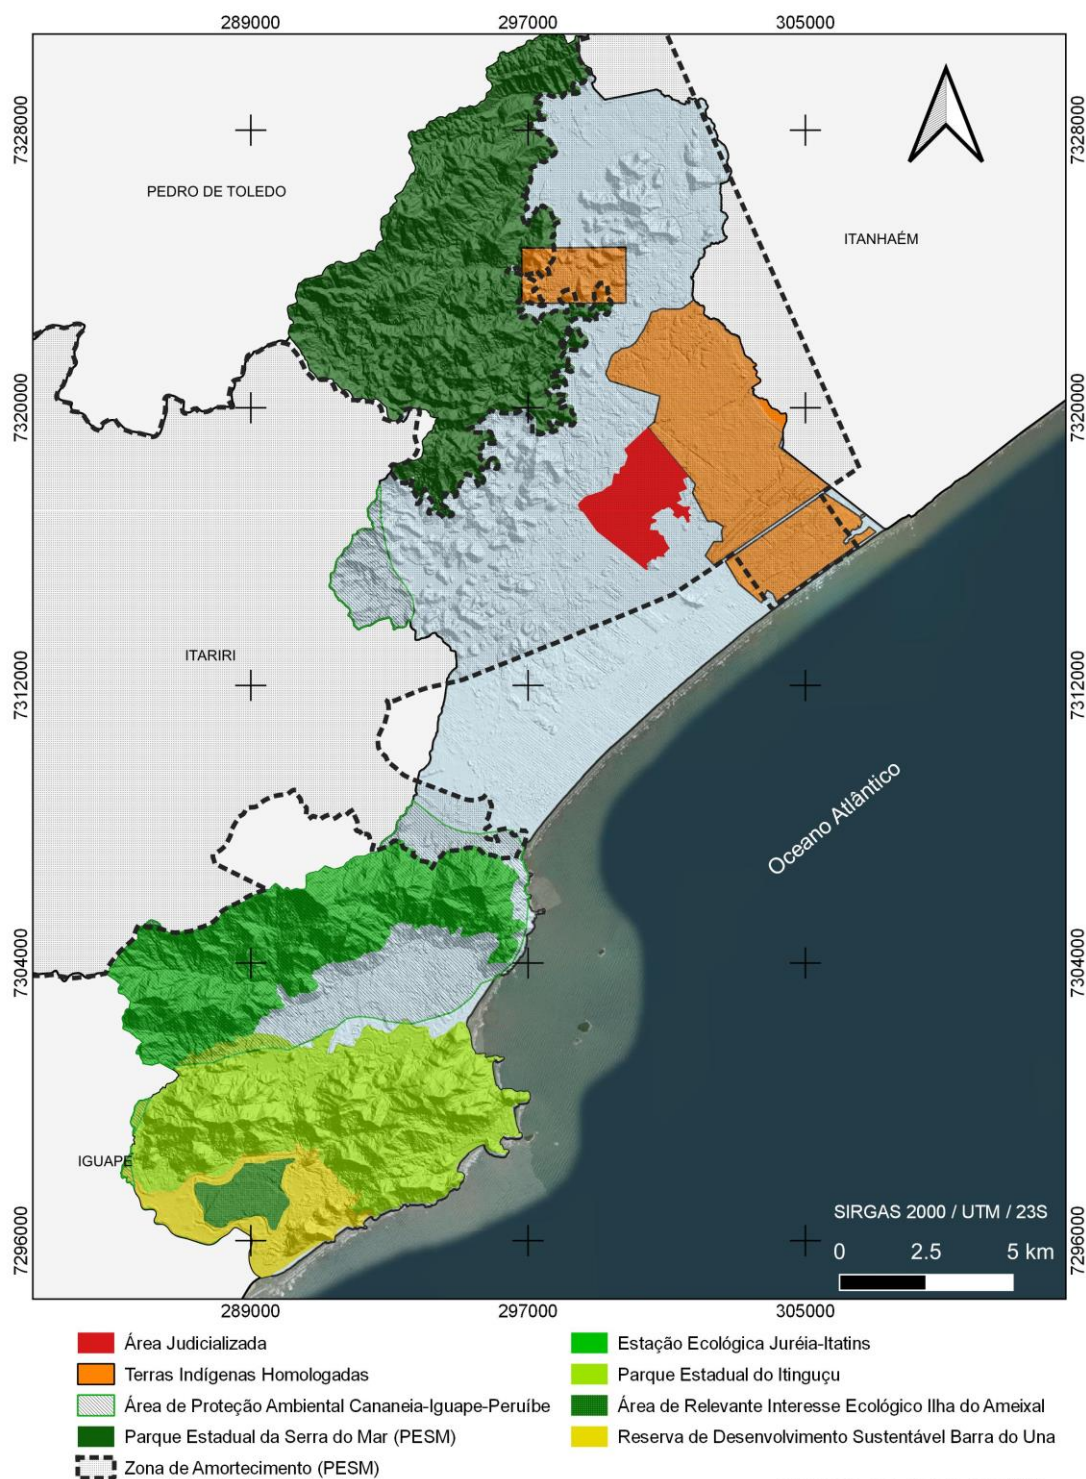 289000 297000 305000
7328000 7328000
PEDRO DE TOLEDO
ITANHAÉM
7320000 7320000
ITARIRI
7312000 7312000
Oceano Atlântico
7304000 7304000
IGUAPE
SIRGAS 2000 / UTM / 23S
7296000 7296000
0 2.5 5 km
289000 297000 305000
Área Judicializada
Terras Indígenas Homologadas
Área de Proteção Ambiental Cananeia-Iguape-Peruíbe
Parque Estadual da Serra do Mar (PESM)
Zona de Amortecimento (PESM)
Estação Ecológica Juréia-Itatins
Parque Estadual do Itinguçu
Área de Relevante Interesse Ecológico Ilha do Ameixal
Reserva de Desenvolvimento Sustentável Barra do Una